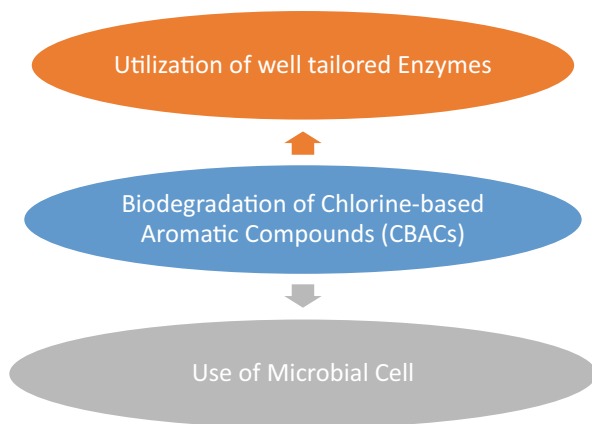 Utilization of well tailored Enzymes
Biodegradation of Chlorine-based
Aromatic Compounds (CBACs)
Use of Microbial Cell